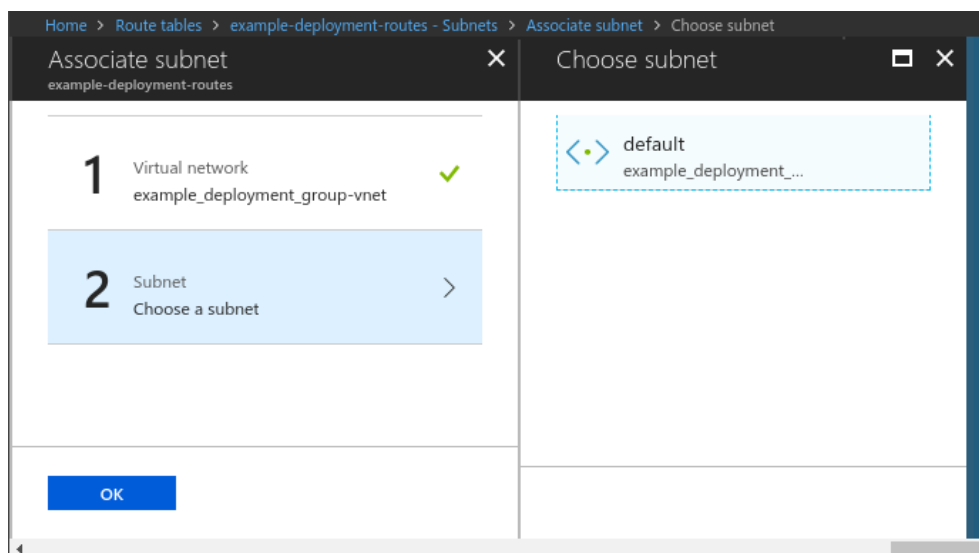 Home > Route tables > example-deployment-routes - Subnets > Associate subnet > Choose subnet
Associate subnet
example-deployment-routes
1
Virtual network
example_deployment_group-vnet
2
Subnet
Choose a subnet
OK
Choose subnet
default
example_deployment_...